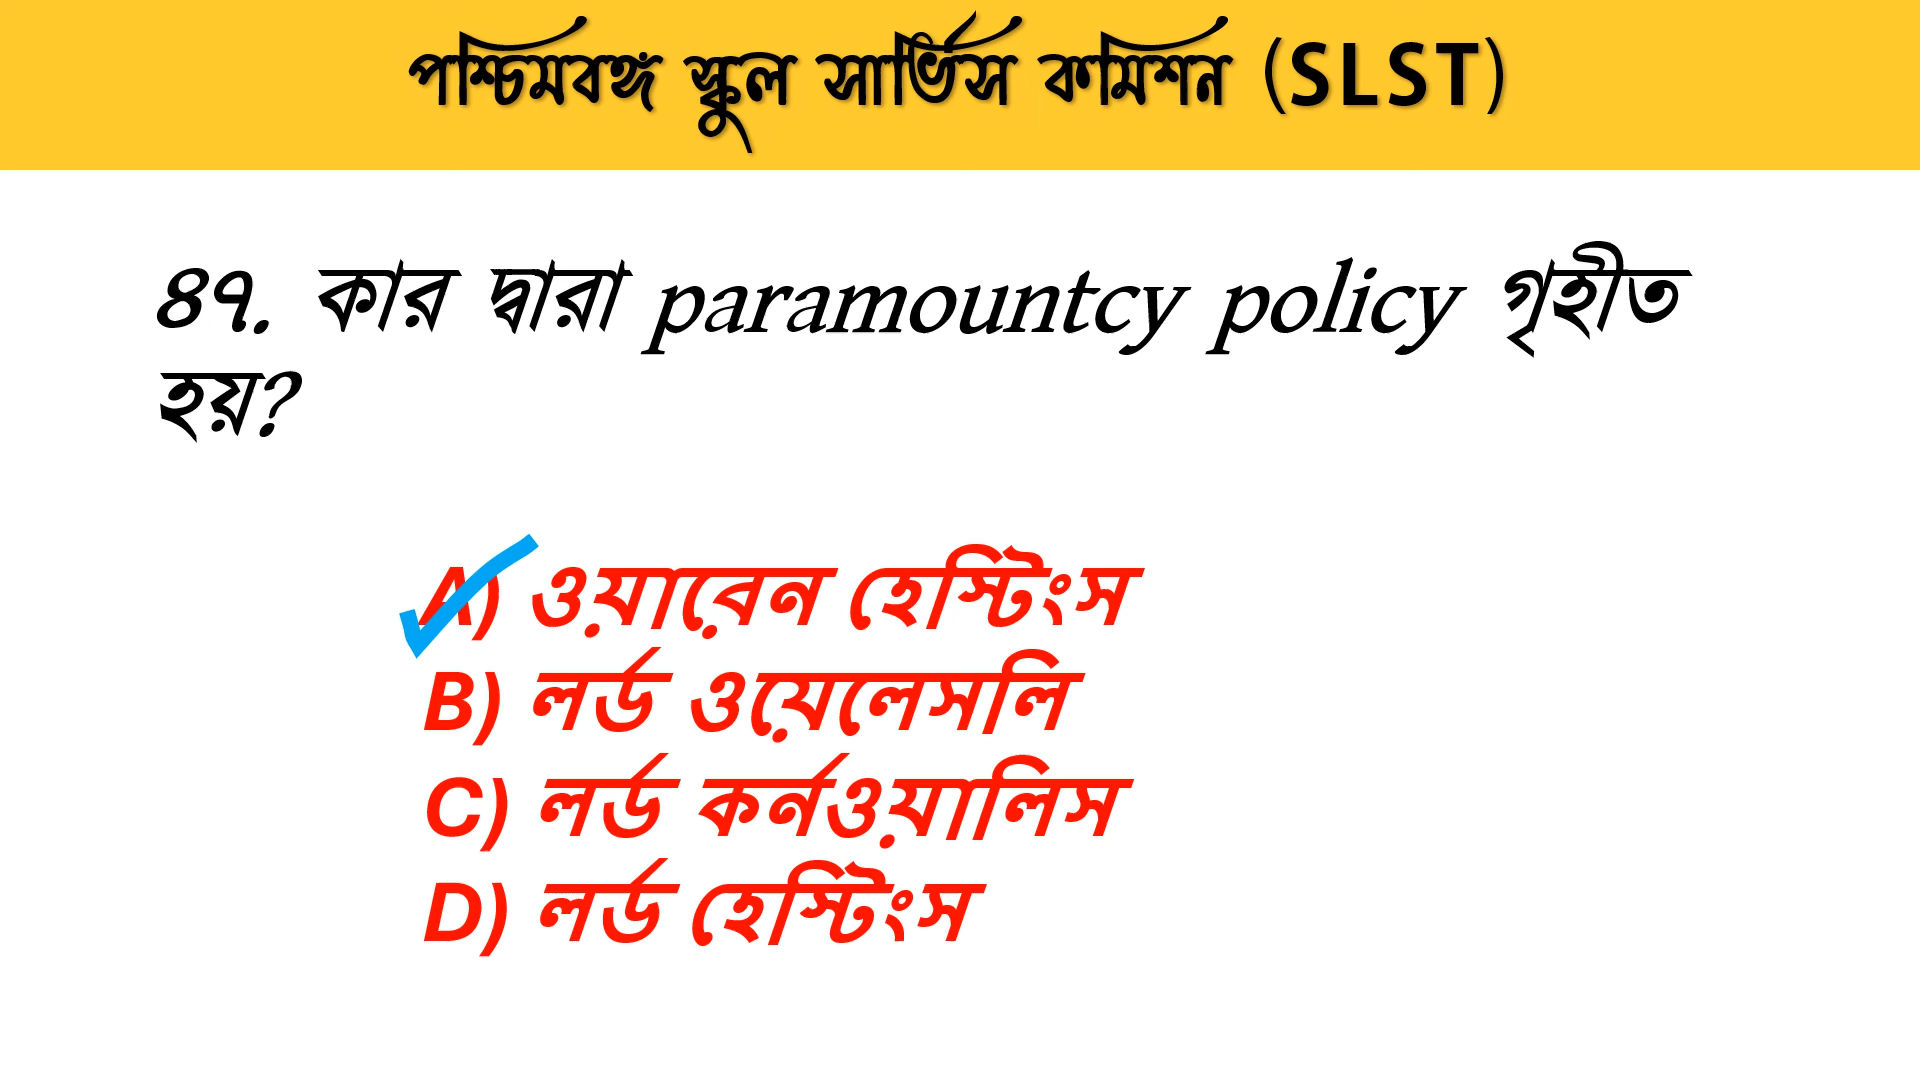 পশ্চিমবঙ্গ স্কুল সার্ভিস কমিশন (SLST)
৪৭. কার দ্বারা paramountcy policy গৃহীত
হয়?
A) ওয়ারেন হেস্টিংস
B) লর্ড ওয়েলেসলি
C) লর্ড কর্নওয়ালিস
D) লর্ড হেস্টিংস